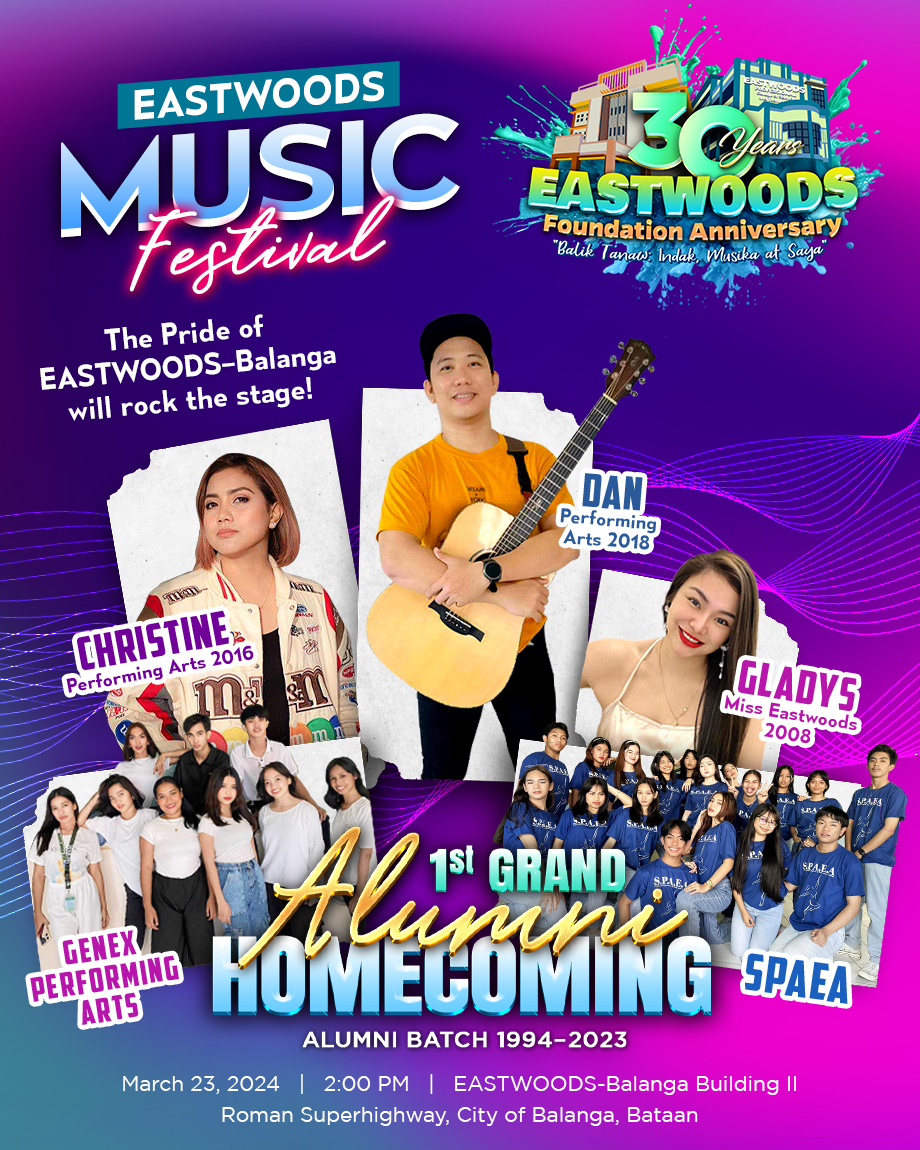 EASTWOODS
MUSIC
Festival
EASTWOODS
30 Years
EASTWOODS
Foundation Anniversary
"Balik Tanaw: Indak, Musika at Saya"
The Pride of
EASTWOODS–Balanga
will rock the stage!
DAN
Performing
Arts 2018
CHRISTINE
Performing Arts 2016
m&m
GLADYS
Miss Eastwoods
2008
S.P.A.E.A
GENEX
PERFORMING
ARTS
SPAEA
1st GRAND
Alumni
HOMECOMING
ALUMNI BATCH 1994–2023
March 23, 2024 | 2:00 PM | EASTWOODS-Balanga Building II
Roman Superhighway, City of Balanga, Bataan